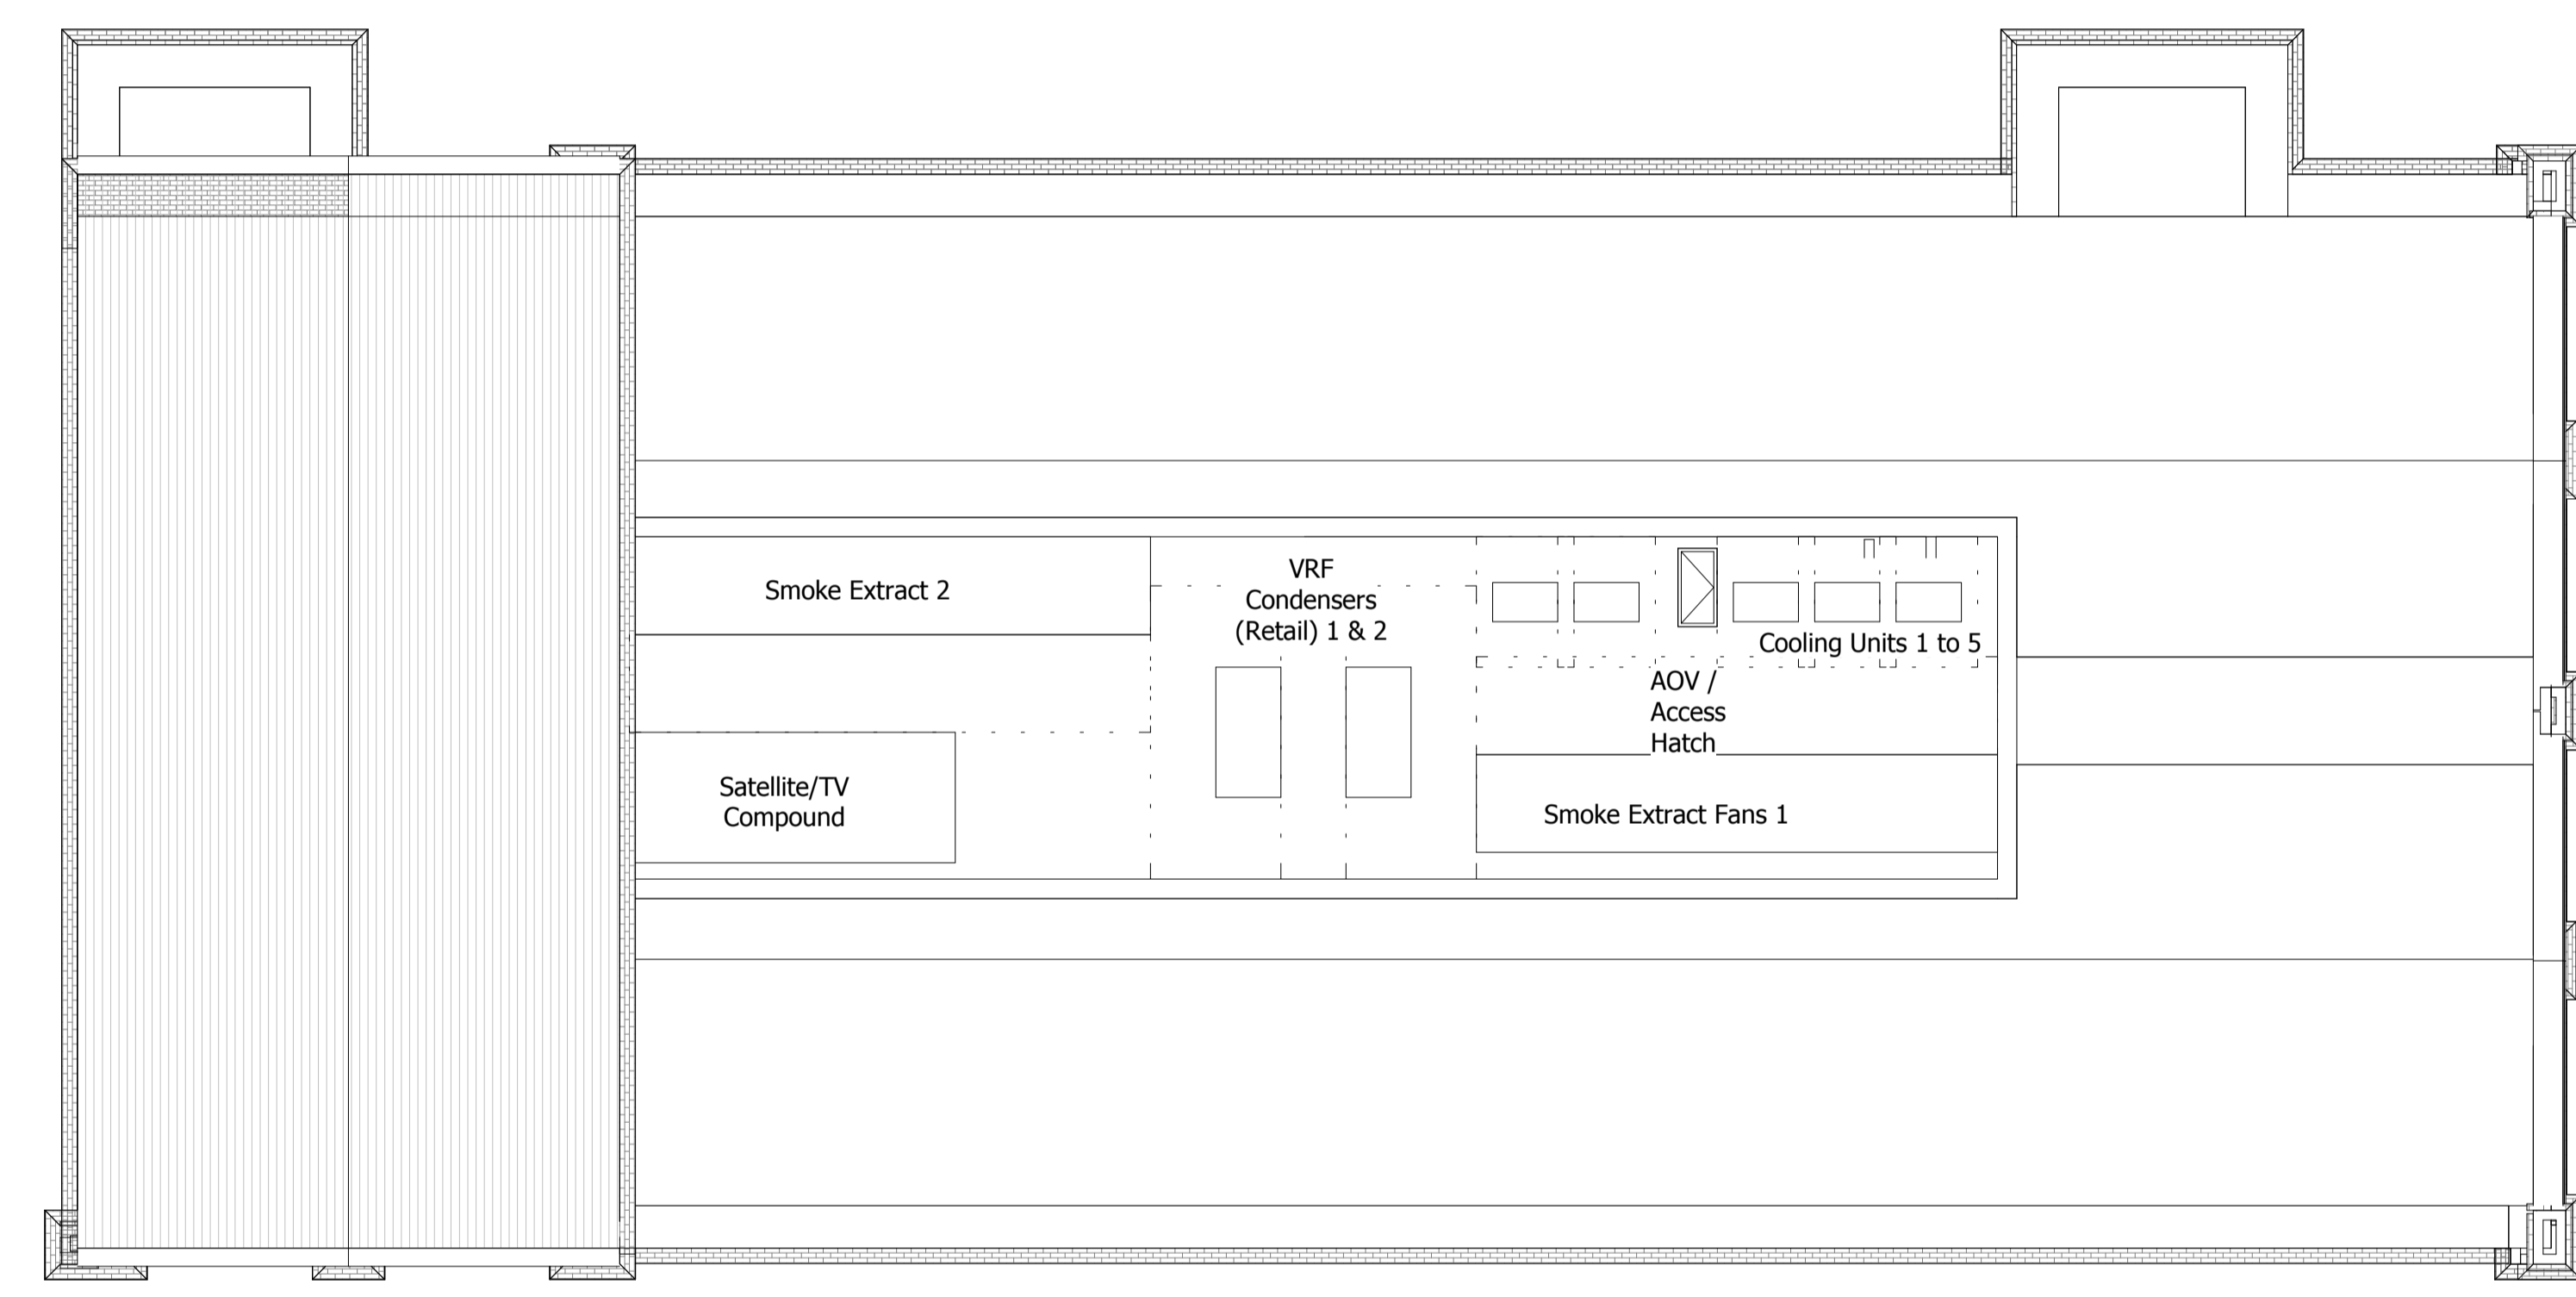 Smoke Extract 2
VRF
Condensers
(Retail) 1 & 2
Cooling Units 1 to 5
AOV /
Access
Hatch
Satellite/TV
Compound
Smoke Extract Fans 1